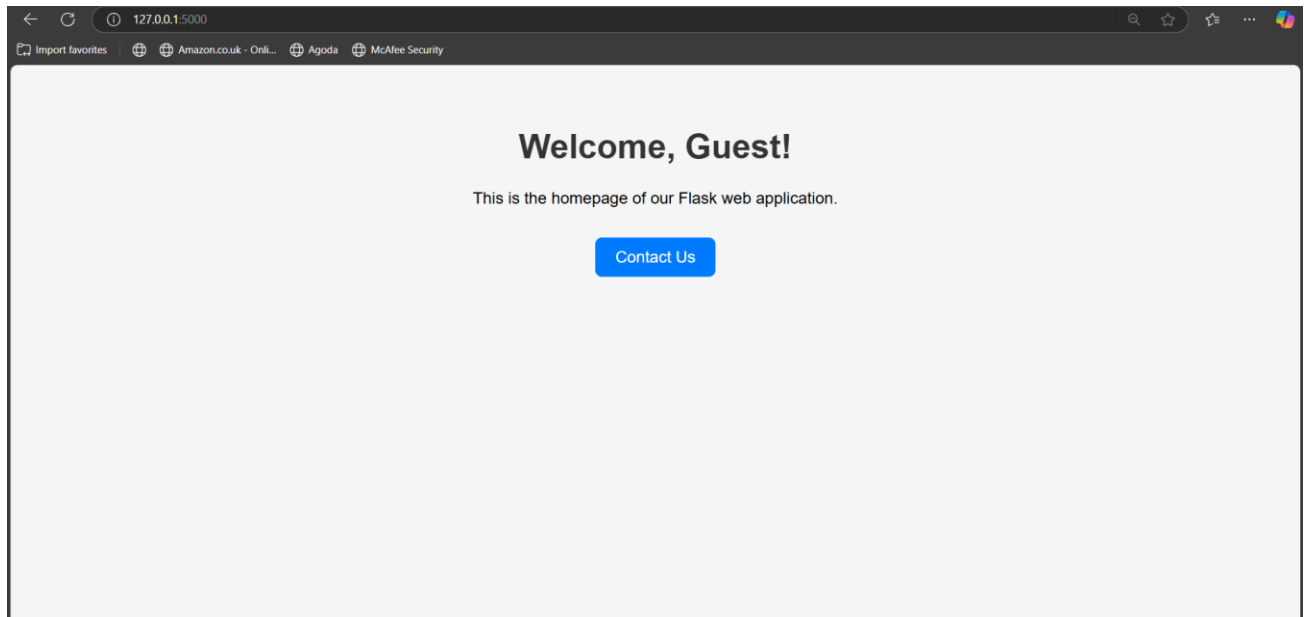 127.0.0.1:5000
Import favorites Amazon.co.uk - Onli... Agoda McAfee Security
Welcome, Guest!
This is the homepage of our Flask web application.
Contact Us